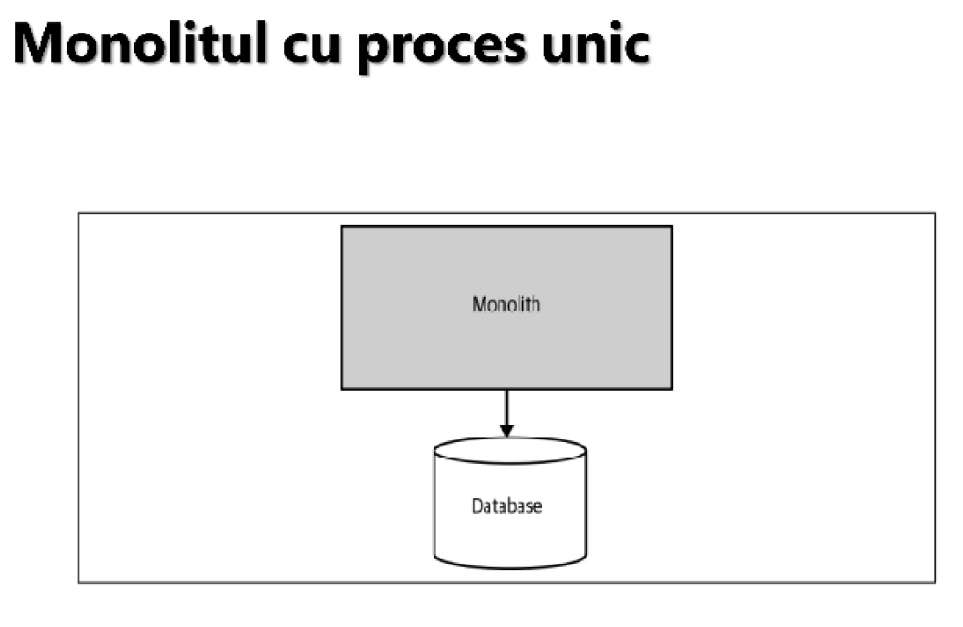 Monolitul cu proces unic
Monolith
Database